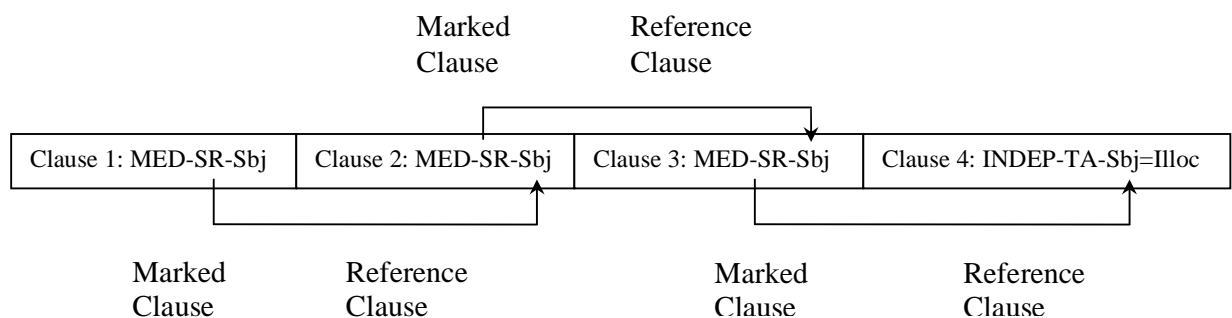 Marked Reference
Clause Clause
Clause 1: MED-SR-Sbj Clause 2: MED-SR-Sbj Clause 3: MED-SR-Sbj Clause 4: INDEP-TA-Sbj=Illoc
Marked Reference Marked Reference
Clause Clause Clause Clause